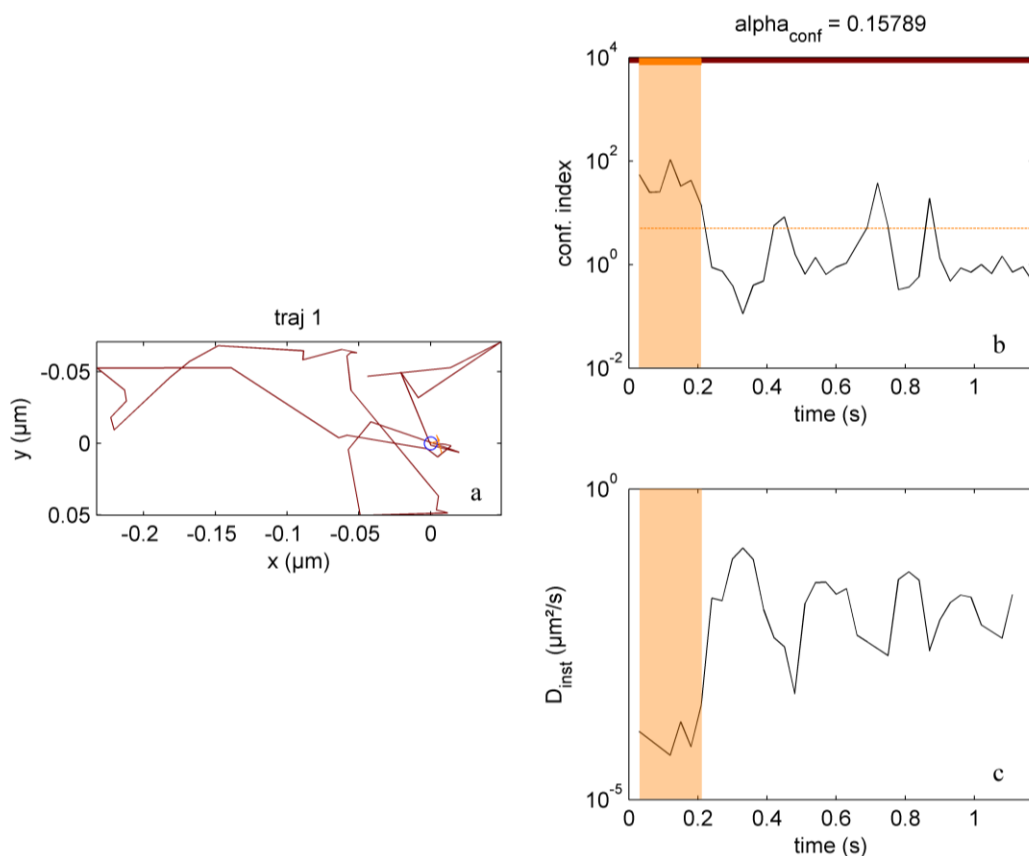 traj 1
-0.05
0
0.05
y (μm)
-0.2
-0.15
-0.1
-0.05
0
x (μm)
a
alpha_conf = 0.15789
10^4
10^2
10^0
10^-2
conf. index
0
0.2
0.4
0.6
0.8
1
time (s)
b
10^0
10^-5
D_inst (μm²/s)
0
0.2
0.4
0.6
0.8
1
time (s)
c